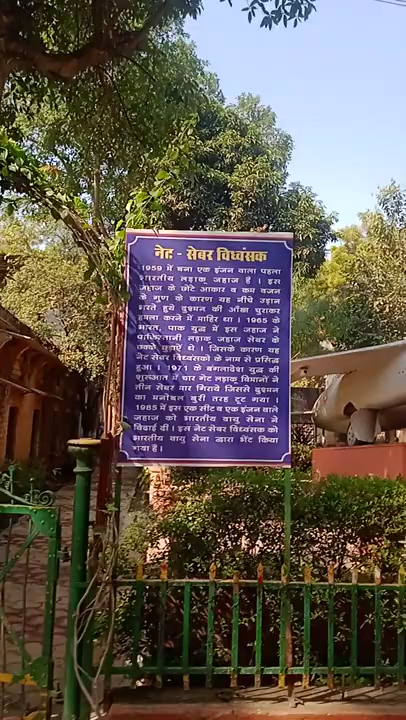 नेट - सेबर विध्वंसक
1959 में बना एक इंजन वाला पहला
भारतीय लड़ाकू जहाज हैं । इस
जहाज के छोटे आकार व कम वजन
के गुण के कारण यह नीची उड़ान
भरते हुये दुश्मन की आँख चुराकर
हमला करने में माहिर था । 1965 के
भारत, पाक युद्ध में इस जहाज ने
पाकिस्तानी लड़ाकू जहाज सेबर के
छक्के छुड़ाएं थे । जिसके कारण यह
नेट सेबर विध्वंसको के नाम से प्रसिद्ध
हुआ । 1971 के बंगलादेश युद्ध की
शुरूआत में चार नेट लड़ाकू विमानों ने
तीन सेबर मार गिराये जिससे दुश्मन
का मनोबल बुरी तरह टूट गया ।
1985 में इस एक सीट व एक इंजन वाले
जहाज को भारतीय वायु सेना ने
विदाई दी । इस नेट सेबर विध्वंसक को
भारतीय वायु सेना द्वारा भेंट किया
गया हैं ।